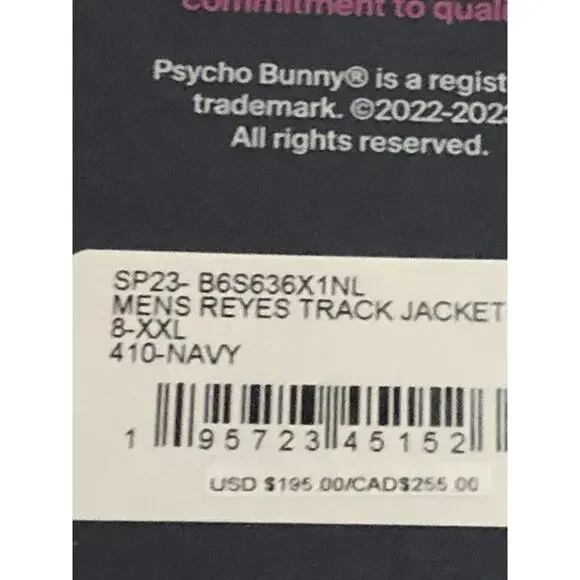 commitment to quali
Psycho Bunny® is a regist
trademark. ©2022-202
All rights reserved.
SP23- B6S636X1NL
MENS REYES TRACK JACKET
8-XXL
410-NAVY
1 95723 45152
USD $195.00/CAD$255.00